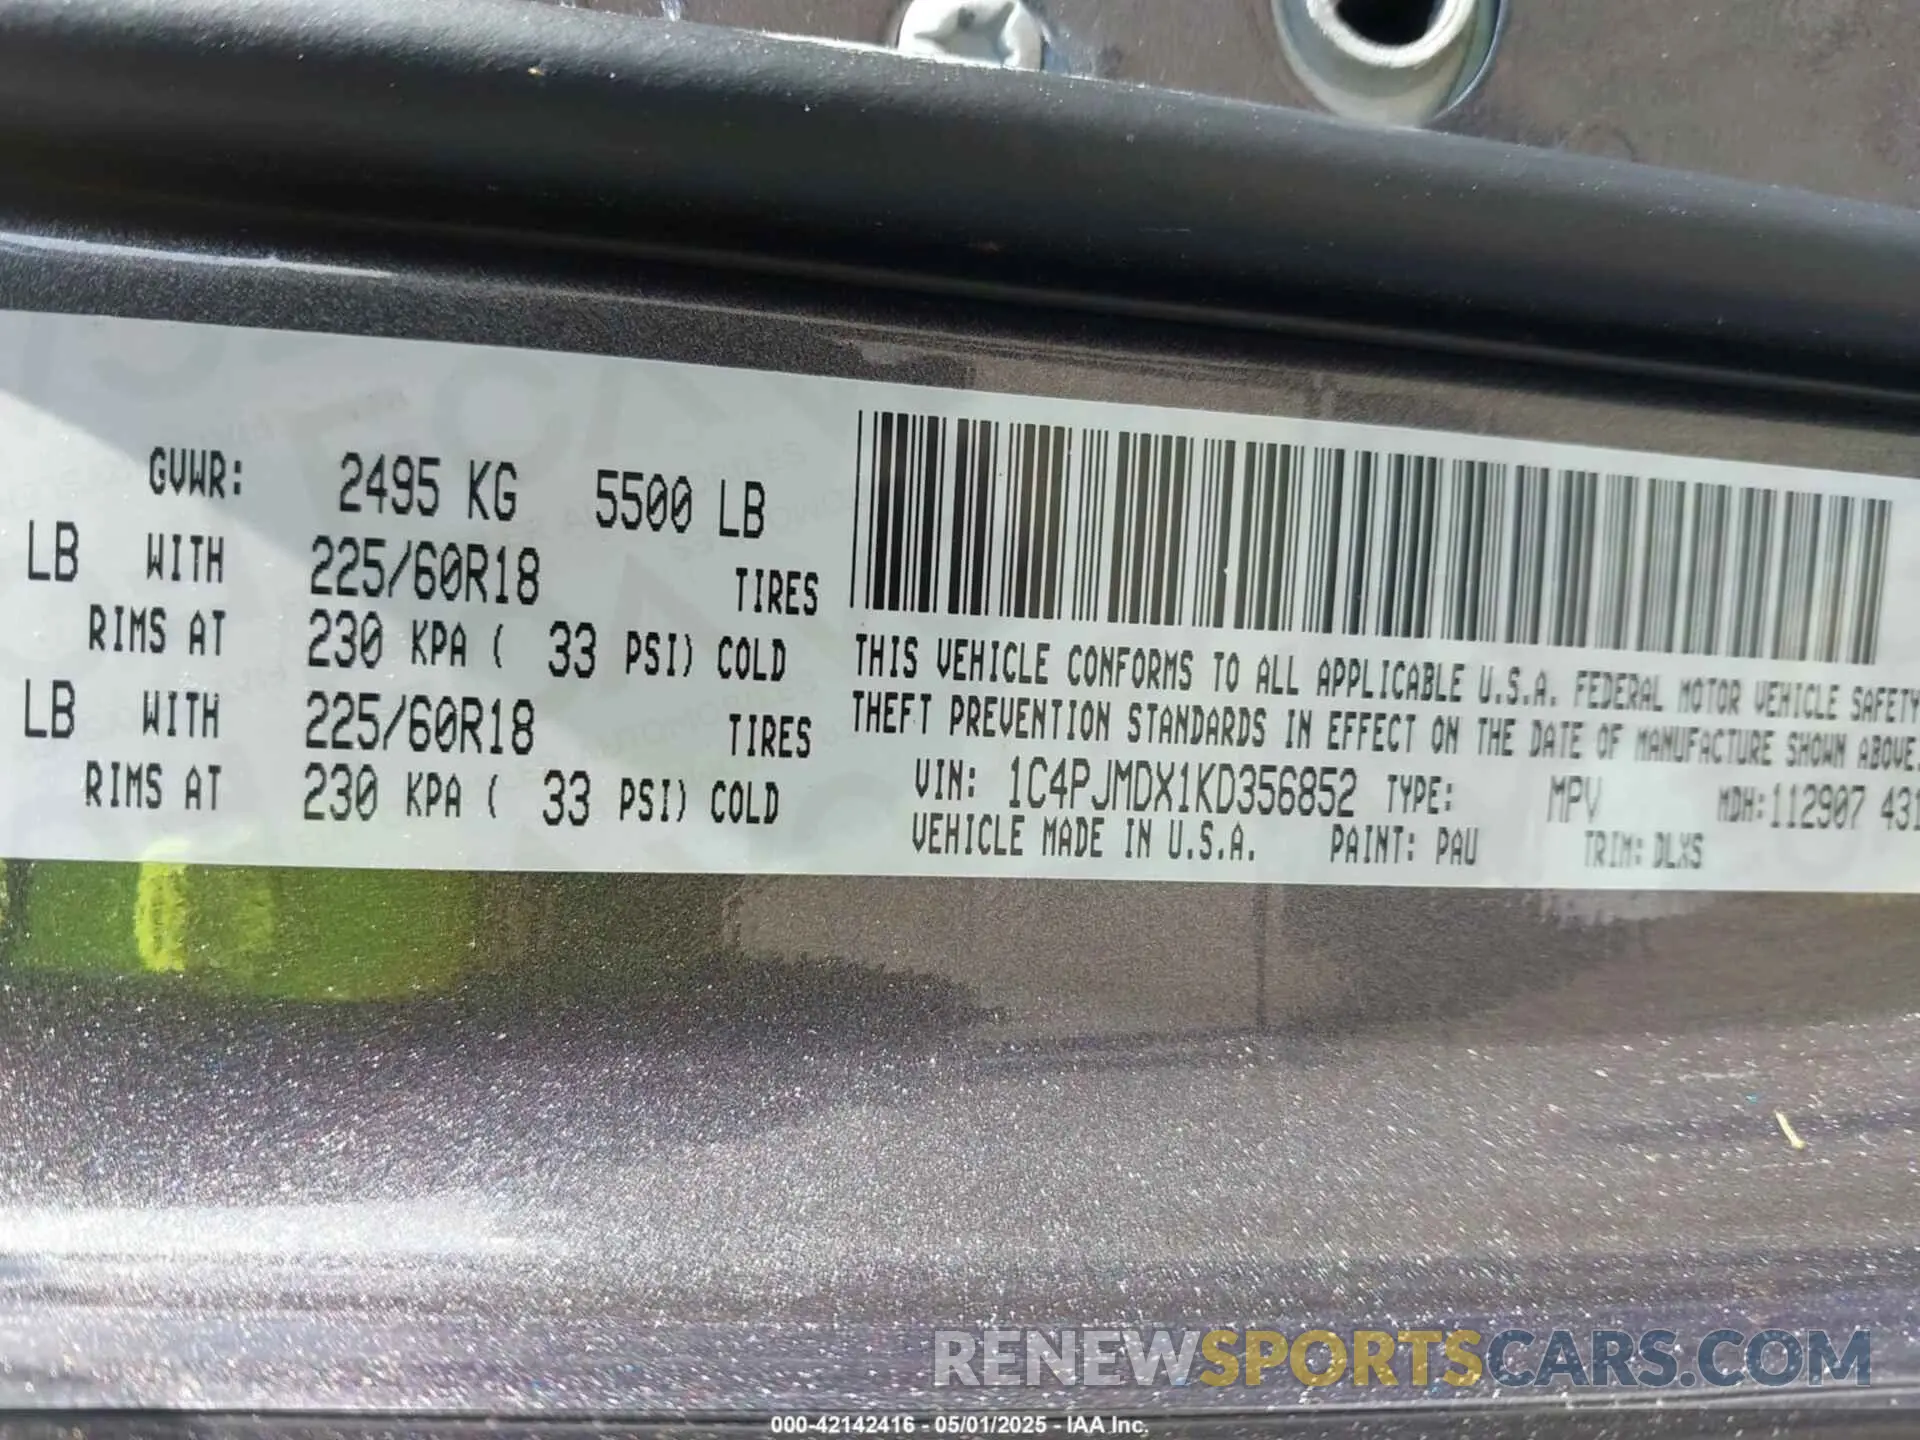 GVWR: 2495 KG 5500 LB
LB WITH 225/60R18 TIRES
RIMS AT 230 KPA ( 33 PSI) COLD
LB WITH 225/60R18 TIRES
RIMS AT 230 KPA ( 33 PSI) COLD
THIS VEHICLE CONFORMS TO ALL APPLICABLE U.S.A. FEDERAL MOTOR VEHICLE SAFETY
THEFT PREVENTION STANDARDS IN EFFECT ON THE DATE OF MANUFACTURE SHOWN ABOVE.
VIN: 1C4PJMDX1KD356852 TYPE: MPV MDH:112907 431
VEHICLE MADE IN U.S.A. PAINT: PAU TRIM: DLXS
RENEWSPORTSCARS.COM
000-42142416 - 05/01/2025 - IAA Inc.